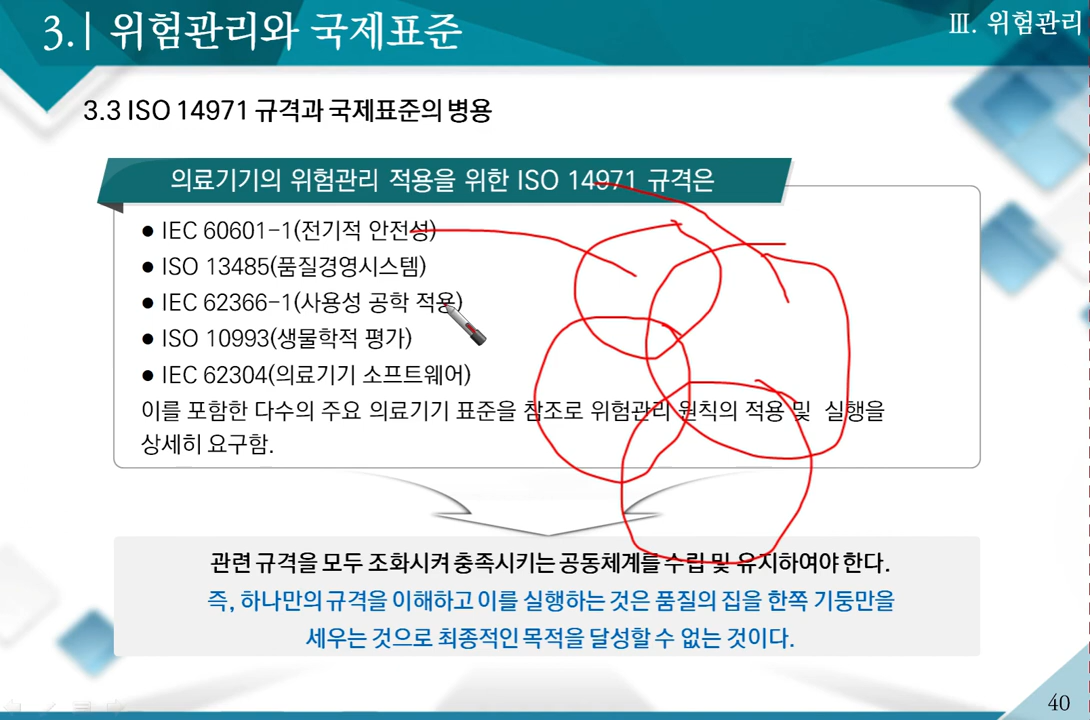 3.| 위험관리와 국제표준
Ⅲ. 위험관리
3.3 ISO 14971 규격과 국제표준의 병용
의료기기의 위험관리 적용을 위한 ISO 14971 규격은
● IEC 60601-1(전기적 안전성)
● ISO 13485(품질경영시스템)
● IEC 62366-1(사용성 공학 적용)
● ISO 10993(생물학적 평가)
● IEC 62304(의료기기 소프트웨어)
이를 포함한 다수의 주요 의료기기 표준을 참조로 위험관리 원칙의 적용 및 실행을
상세히 요구함.
관련 규격을 모두 조화시켜 충족시키는 공동체계를 수립 및 유지하여야 한다.
즉, 하나만의 규격을 이해하고 이를 실행하는 것은 품질의 집을 한쪽 기둥만을
세우는 것으로 최종적인 목적을 달성할 수 없는 것이다.
40